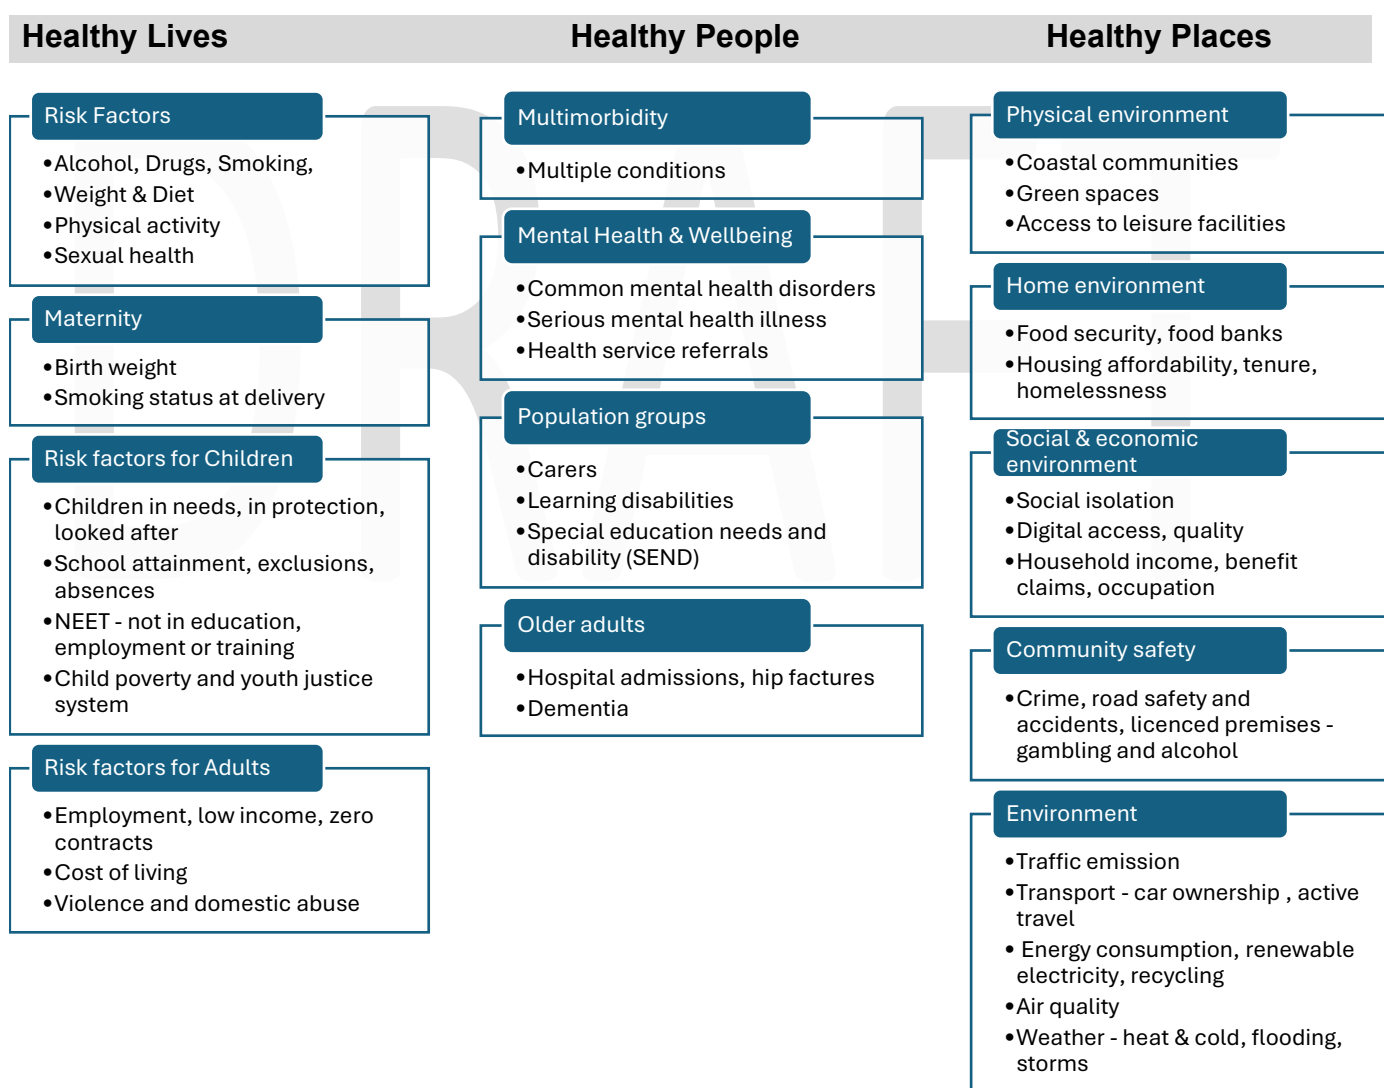 Healthy Lives
Healthy People
Healthy Places
Risk Factors
•Alcohol, Drugs, Smoking,
•Weight & Diet
•Physical activity
•Sexual health
Maternity
•Birth weight
•Smoking status at delivery
Risk factors for Children
•Children in needs, in protection,
looked after
•School attainment, exclusions,
absences
•NEET - not in education,
employment or training
•Child poverty and youth justice
system
Risk factors for Adults
•Employment, low income, zero
contracts
•Cost of living
•Violence and domestic abuse
Multimorbidity
•Multiple conditions
Mental Health & Wellbeing
•Common mental health disorders
•Serious mental health illness
•Health service referrals
Population groups
•Carers
•Learning disabilities
•Special education needs and
disability (SEND)
Older adults
•Hospital admissions, hip factures
•Dementia
Physical environment
•Coastal communities
•Green spaces
•Access to leisure facilities
Home environment
•Food security, food banks
•Housing affordability, tenure,
homelessness
Social & economic
environment
•Social isolation
•Digital access, quality
•Household income, benefit
claims, occupation
Community safety
•Crime, road safety and
accidents, licenced premises -
gambling and alcohol
Environment
•Traffic emission
•Transport - car ownership , active
travel
• Energy consumption, renewable
electricity, recycling
•Air quality
•Weather - heat & cold, flooding,
storms
DRAFT